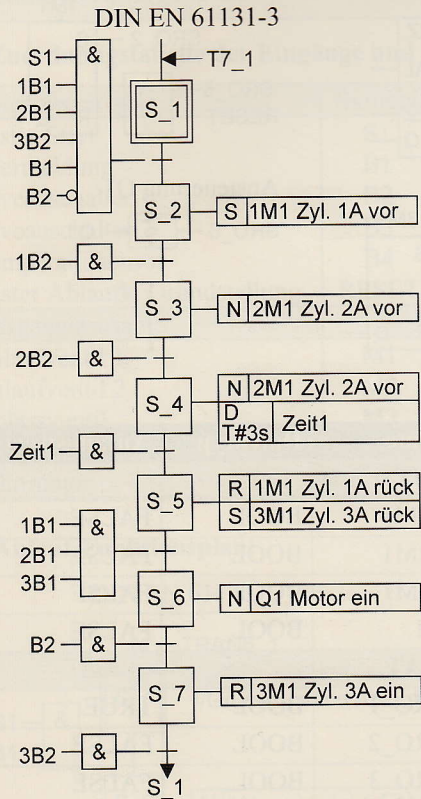 DIN EN 61131-3
T7_1
S1
&
1B1
2B1
3B2
B1
B2
S_1
S_2
S 1M1 Zyl. 1A vor
1B2 &
S_3
N 2M1 Zyl. 2A vor
2B2 &
S_4
N 2M1 Zyl. 2A vor
D
T#3s
Zeit1
Zeit1 &
S_5
R 1M1 Zyl. 1A rück
S 3M1 Zyl. 3A rück
1B1
&
2B1
3B1
S_6
N Q1 Motor ein
B2 &
S_7
R 3M1 Zyl. 3A ein
3B2 &
S_1